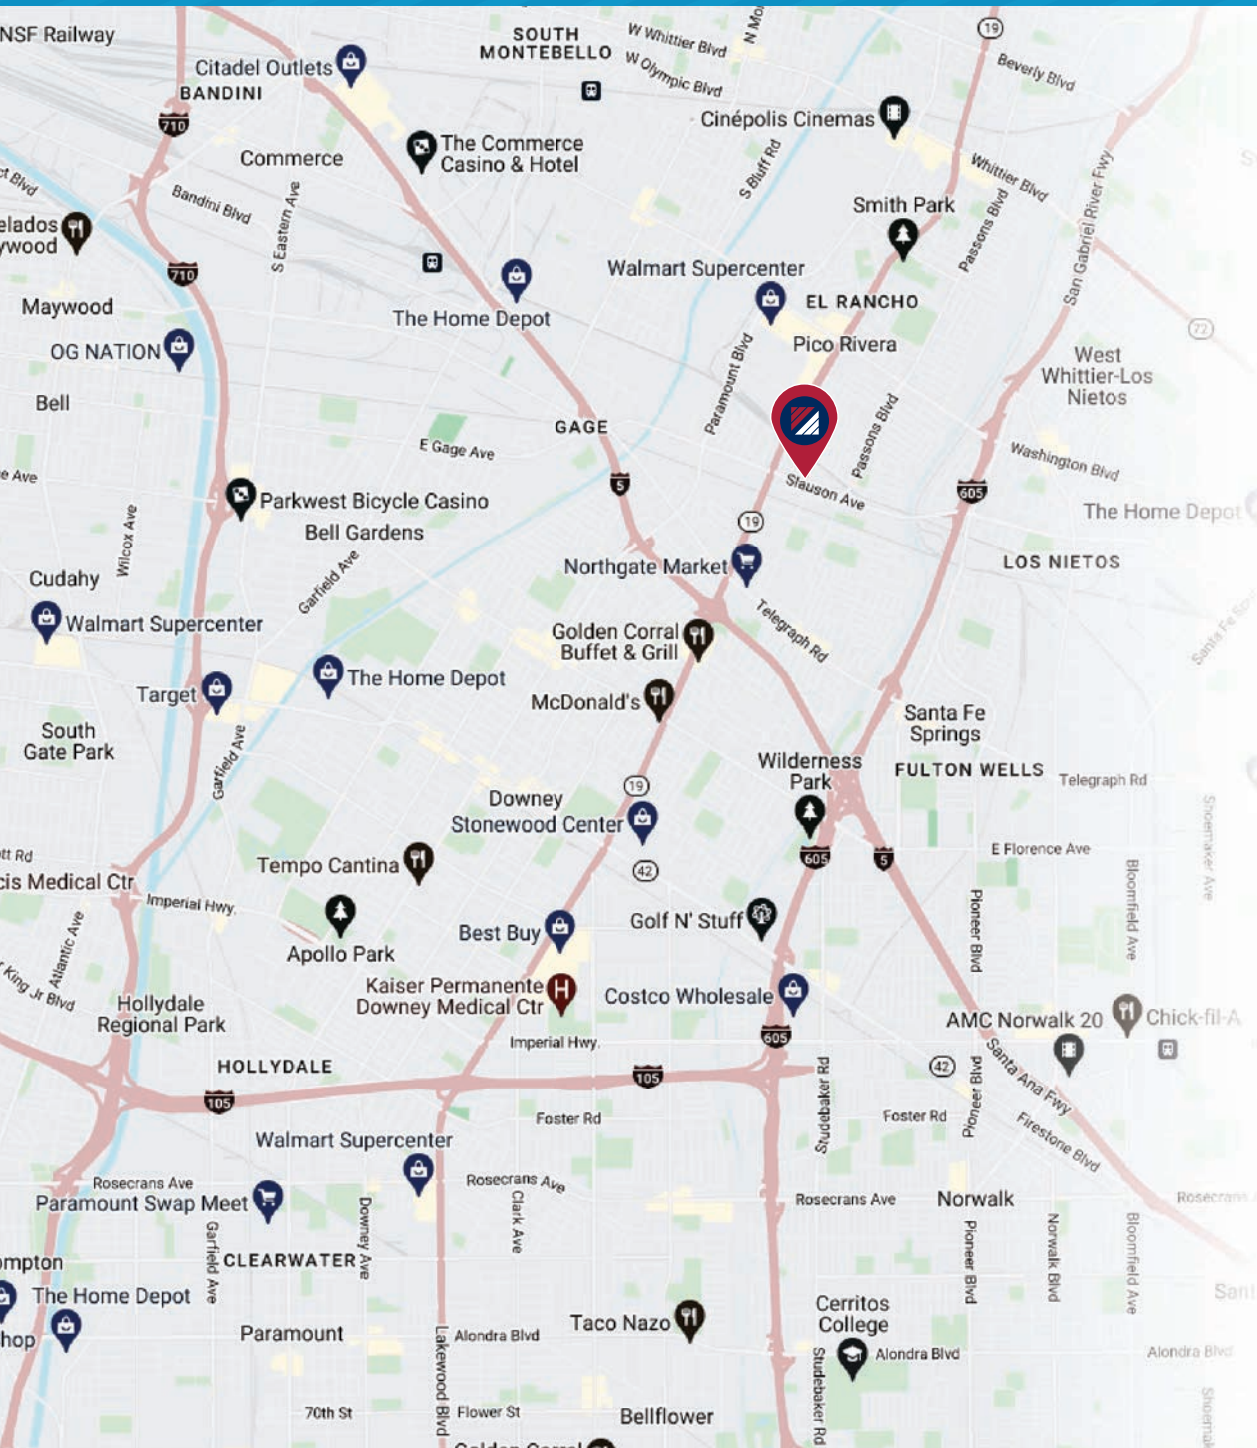 NSF Railway
SOUTH
MONTEBELLO
W Whittier Blvd
19
Citadel Outlets
W Olympic Blvd
Beverly Blvd
BANDINI
710
Cinépolis Cinemas
The Commerce
Casino & Hotel
Commerce
S Bluff Rd
Whittier Blvd
Bandini Blvd
S Eastern Ave
Smith Park
Passons Blvd
San Gabriel River Fwy
elados
ywood
710
Walmart Supercenter
EL RANCHO
Maywood
The Home Depot
72
OG NATION
Pico Rivera
West
Whittier-Los
Nietos
Paramount Blvd
Bell
GAGE
Passons Blvd
E Gage Ave
Washington Blvd
e Ave
5
Slauson Ave
605
Parkwest Bicycle Casino
The Home Depot
Bell Gardens
19
Wilcox Ave
Northgate Market
LOS NIETOS
Cudahy
Garfield Ave
Walmart Supercenter
Telegraph Rd
Golden Corral
Buffet & Grill
The Home Depot
Target
McDonald's
South
Gate Park
Santa Fe
Springs
Garfield Ave
Wilderness
Park
FULTON WELLS
Telegraph Rd
19
Downey
Stonewood Center
Shoemaker Ave
tt Rd
E Florence Ave
605
5
cis Medical Ctr
Tempo Cantina
42
Bloomfield Ave
Imperial Hwy.
Pioneer Blvd
Golf N' Stuff
Atlantic Ave
Best Buy
Apollo Park
King Jr Blvd
Kaiser Permanente
Downey Medical Ctr
Costco Wholesale
Hollydale
Regional Park
AMC Norwalk 20
Chick-fil-A
Imperial Hwy.
605
HOLLYDALE
42
Santa Ana Fwy
105
105
Studebaker Rd
Pioneer Blvd
Foster Rd
Foster Rd
Firestone Blvd
Walmart Supercenter
Rosecrans Ave
Rosecrans Ave
Rosecrans Ave
Norwalk
Rosecrans
Paramount Swap Meet
Clark Ave
Downey Ave
Garfield Ave
Pioneer Blvd
Norwalk Blvd
Bloomfield Ave
CLEARWATER
ompton
The Home Depot
Sant
Cerritos
College
Taco Nazo
hop
Paramount
Alondra Blvd
Alondra Blvd
Alondra Blvd
Lakewood Blvd
Studebaker Rd
Shoemal
70th St
Flower St
Bellflower
Golden Corral